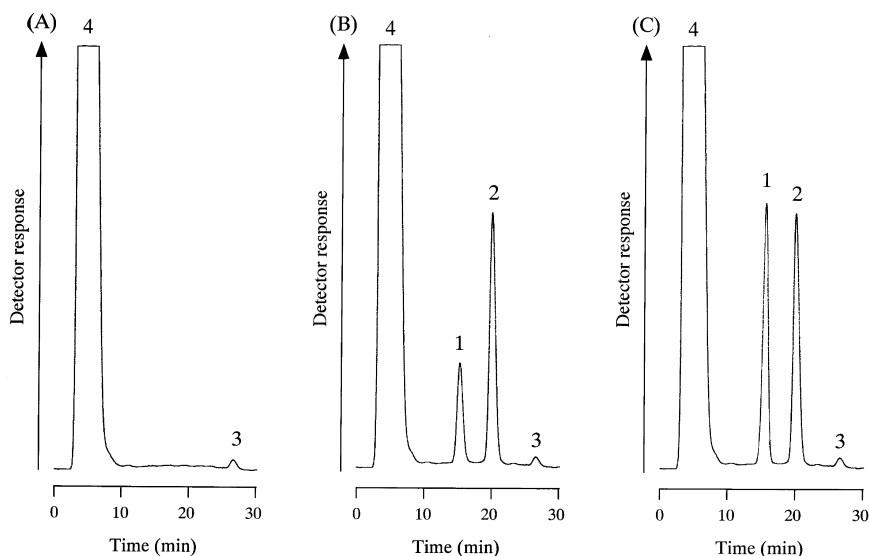 (A)
4
3
Detector response
0 10 20 30
Time (min)
(B)
4
2
1
3
Detector response
0 10 20 30
Time (min)
(C)
4
1
2
3
Detector response
0 10 20 30
Time (min)